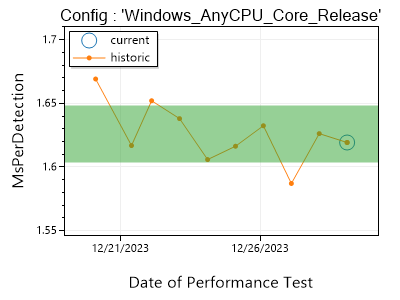 Config : 'Windows_AnyCPU_Core_Release'
1.7
current
historic
1.65
MsPerDetection
1.6
1.55
12/21/2023
12/26/2023
Date of Performance Test